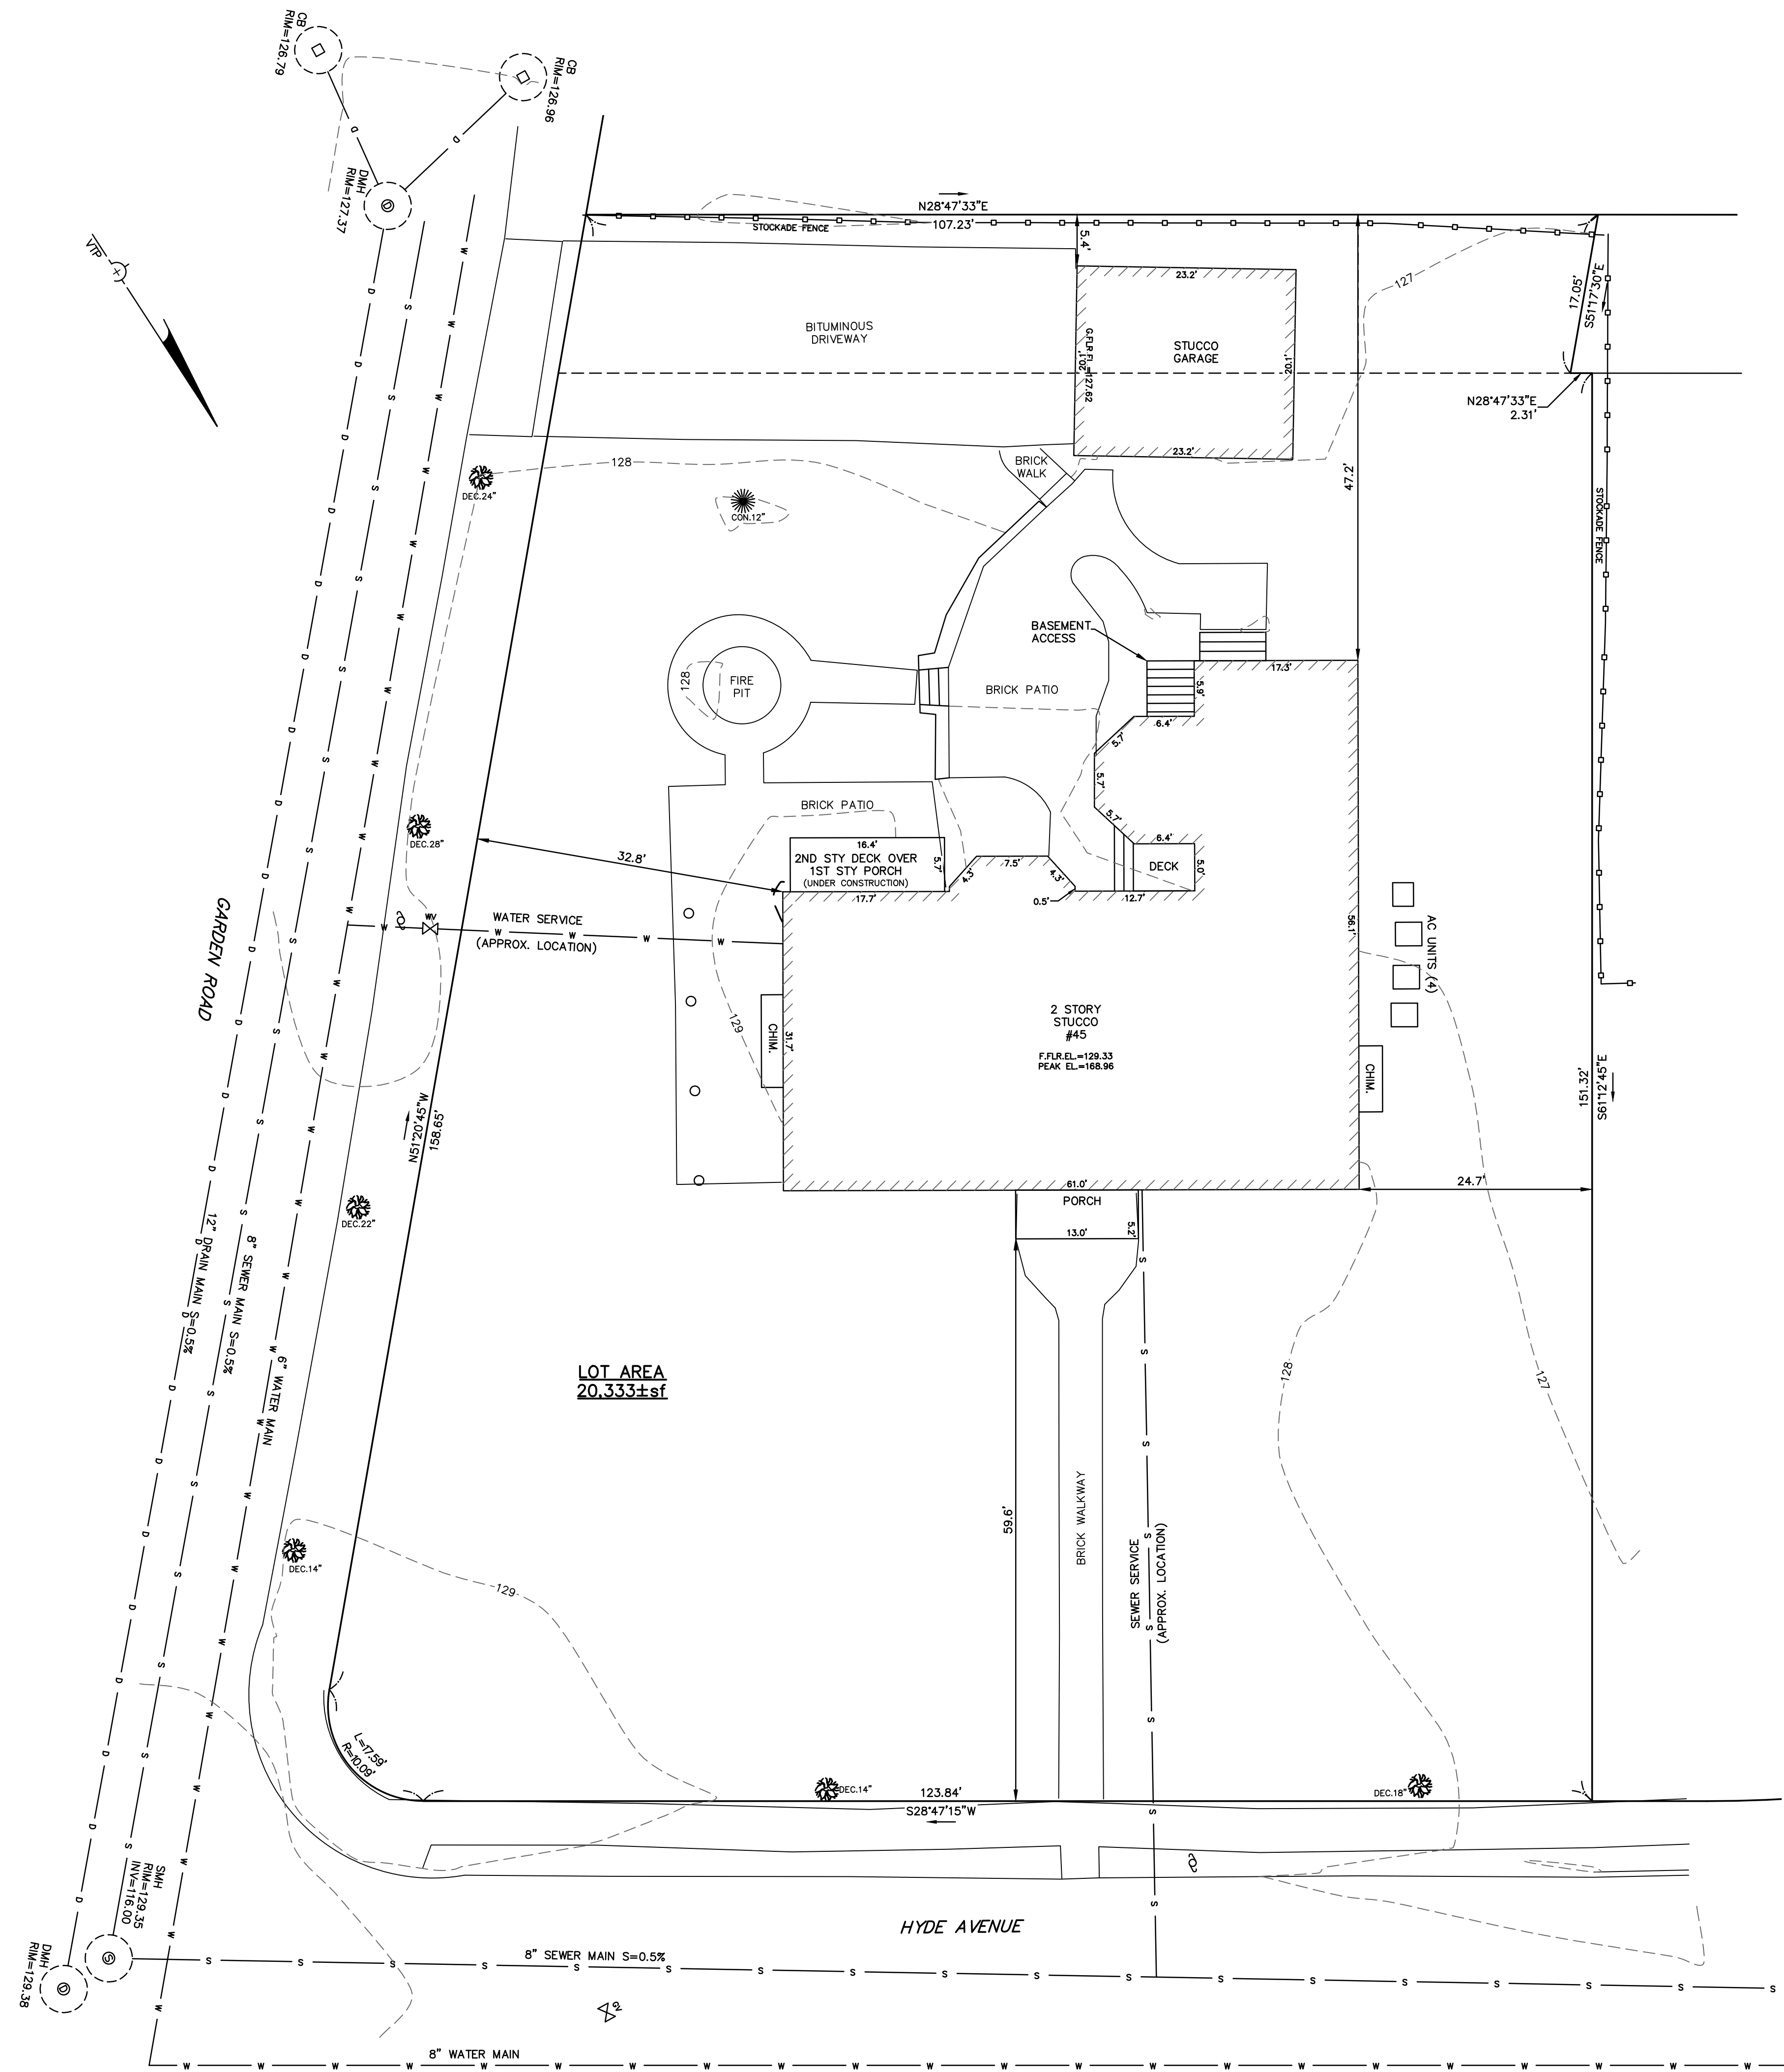 CB
RIM=126.79
CB
RIM=126.96
DMH
RIM=127.37
VTP
D
D
D
N28°47'33"E
107.23'
STOCKADE FENCE
5.4'
23.2'
BITUMINOUS
DRIVEWAY
G.FLR.El.=127.62
20.1'
STUCCO
GARAGE
20.1'
23.2'
127
17.05'
S51°17'30"E
N28°47'33"E
2.31'
47.2'
STOCKADE FENCE
128
DEC.24"
CON.12"
BRICK
WALK
BASEMENT
ACCESS
17.3'
5.9'
6.4'
5.7'
5.7'
5.7'
6.4'
128
FIRE
PIT
BRICK PATIO
BRICK PATIO
DEC.28"
32.8'
16.4'
2ND STY DECK OVER
1ST STY PORCH
(UNDER CONSTRUCTION)
5.7'
17.7'
4.3'
7.5'
4.3'
0.5'
12.7'
DECK
5.0'
56.1'
AC UNITS (4)
GARDEN ROAD
WV
WATER SERVICE
(APPROX. LOCATION)
129
CHIM.
31.7'
2 STORY
STUCCO
#45
F.FLR.EL.=129.33
PEAK EL.=168.96
CHIM.
151.32'
S61°12'45"E
N51°20'45"W
158.65'
DEC.22"
61.0'
PORCH
13.0'
5.2'
24.7'
12" DRAIN MAIN S=0.5%
8" SEWER MAIN S=0.5%
6" WATER MAIN
LOT AREA
20,333±sf
128
127
59.6'
BRICK WALKWAY
SEWER SERVICE
(APPROX. LOCATION)
DEC.14"
129
L=17.59'
R=10.09'
DEC.14"
123.84'
S28°47'15"W
DEC.18"
SMH
RIM=129.35
INV=116.00
DMH
RIM=129.38
HYDE AVENUE
8" SEWER MAIN S=0.5%
8" WATER MAIN